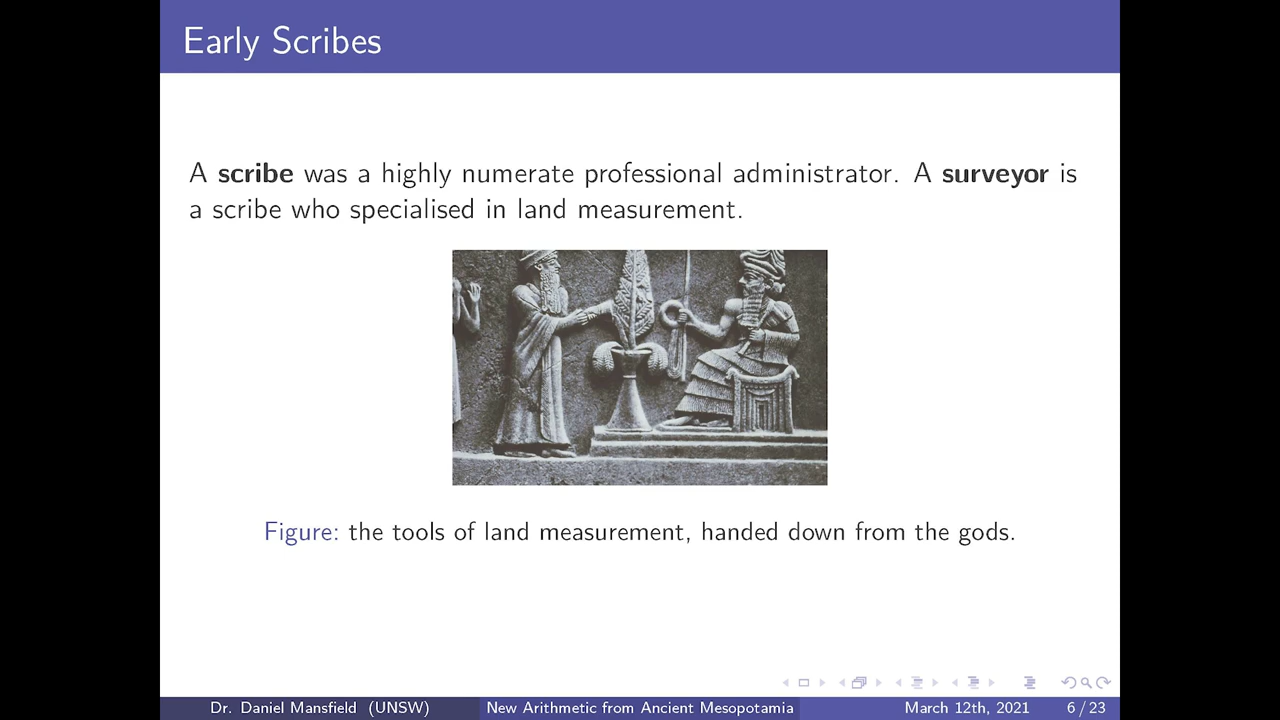 Early Scribes
A scribe was a highly numerate professional administrator. A surveyor is
a scribe who specialised in land measurement.
Figure: the tools of land measurement, handed down from the gods.
Dr. Daniel Mansfield (UNSW) New Arithmetic from Ancient Mesopotamia March 12th, 2021 6 / 23